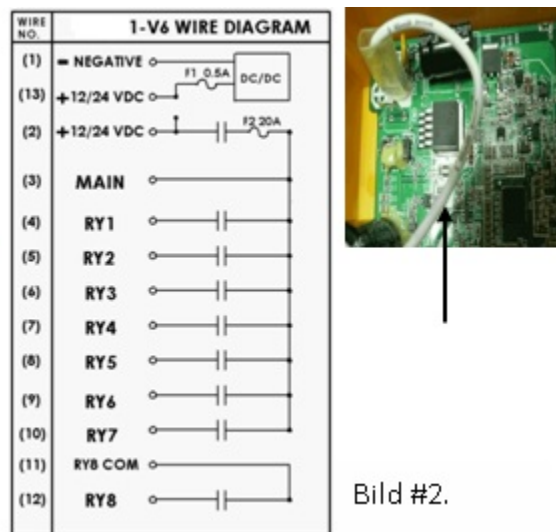 WIRE NO. 1-V6 WIRE DIAGRAM
(1) - NEGATIVE
F1 0.5A DC/DC
(13) +12/24 VDC
(2) +12/24 VDC F2 20A
(3) MAIN
(4) RY1
(5) RY2
(6) RY3
(7) RY4
(8) RY5
(9) RY6
(10) RY7
(11) RY8 COM
(12) RY8
Bild #2.